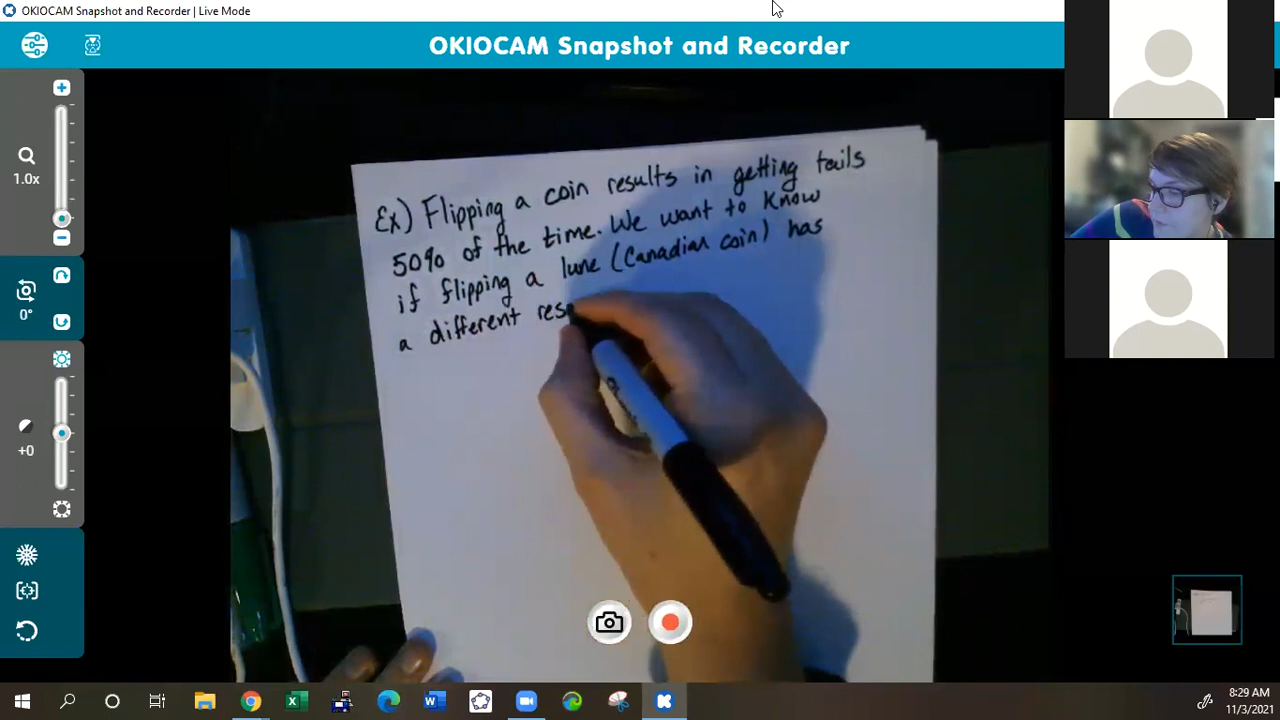 OKIOCAM Snapshot and Recorder | Live Mode
OKIOCAM Snapshot and Recorder
1.0x
0°
+0
Ex) Flipping a coin results in getting tails
50% of the time. We want to know
if flipping a lune (Canadian coin) has
a different res
8:29 AM
11/3/2021